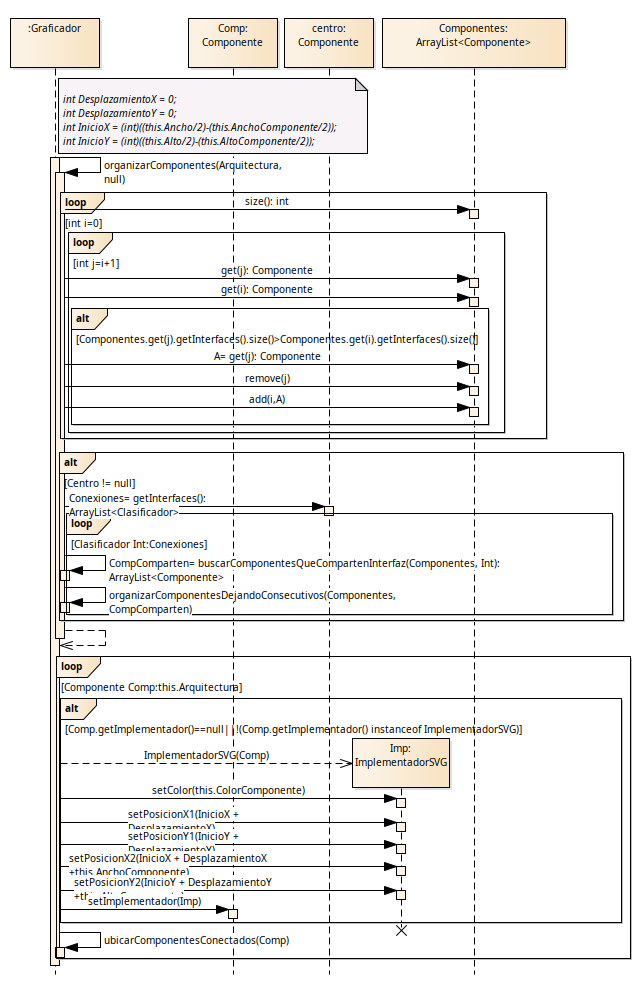 :Graficador
Comp:
Componente
centro:
Componente
Componentes:
ArrayList<Componente>
int DesplazamientoX = 0;
int DesplazamientoY = 0;
int InicioX = (int)((this.Ancho/2)-(this.AnchoComponente/2));
int InicioY = (int)((this.Alto/2)-(this.AltoComponente/2));
organizarComponentes(Arquitectura,
null)
loop
size(): int
[int i=0]
loop
[int j=i+1]
get(j): Componente
get(i): Componente
alt
[Componentes.get(j).getInterfaces().size()>Componentes.get(i).getInterfaces().size()]
A= get(j): Componente
remove(j)
add(i,A)
alt
[Centro != null]
Conexiones= getInterfaces():
ArrayList<Clasificador>
loop
[Clasificador Int:Conexiones]
CompComparten= buscarComponentesQueCompartenInterfaz(Componentes, Int):
ArrayList<Componente>
organizarComponentesDejandoConsecutivos(Componentes,
CompComparten)
loop
[Componente Comp:this.Arquitectura]
alt
[Comp.getImplementador()==null||!(Comp.getImplementador() instanceof ImplementadorSVG)]
Imp:
ImplementadorSVG
ImplementadorSVG(Comp)
setColor(this.ColorComponente)
setPosicionX1(InicioX +
DesplazamientoX)
setPosicionY1(InicioY +
DesplazamientoY)
setPosicionX2(InicioX + DesplazamientoX
+this.AnchoComponente)
setPosicionY2(InicioY + DesplazamientoY
+this.AltoComponente)
setImplementador(Imp)
ubicarComponentesConectados(Comp)